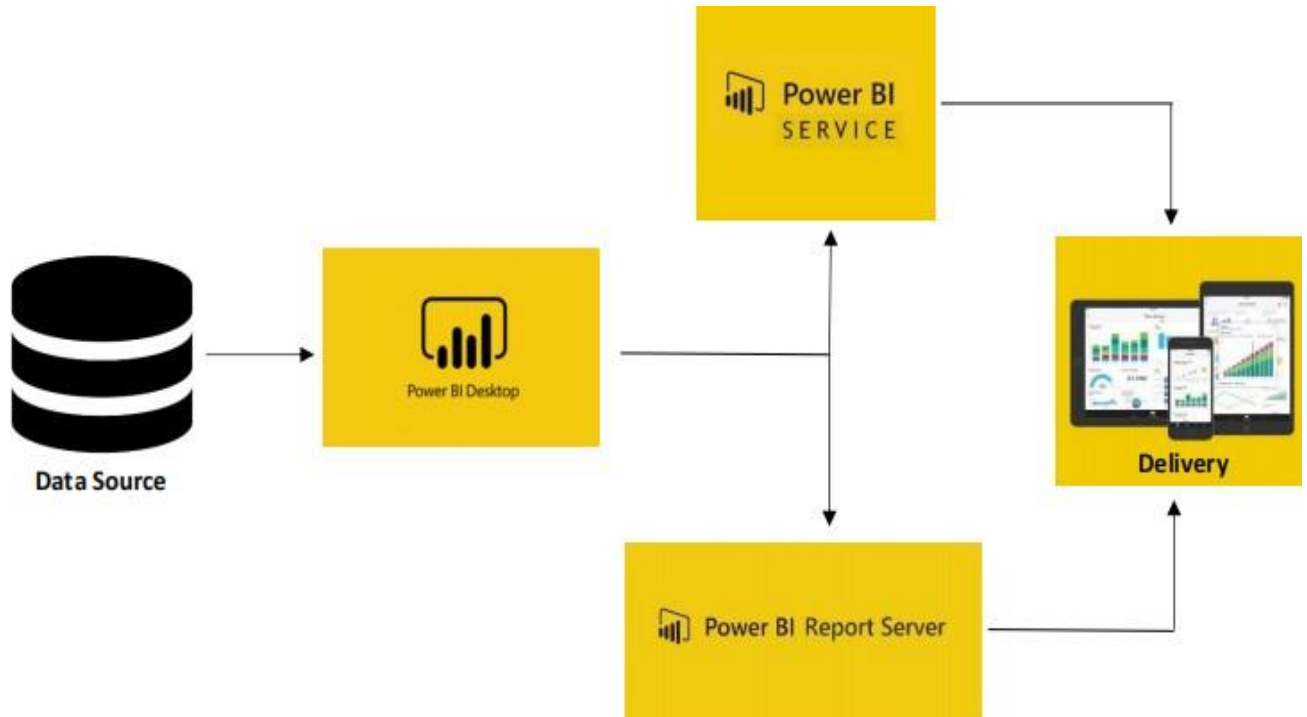 Power BI
SERVICE
Power BI Desktop
Data Source
Delivery
Power BI Report Server